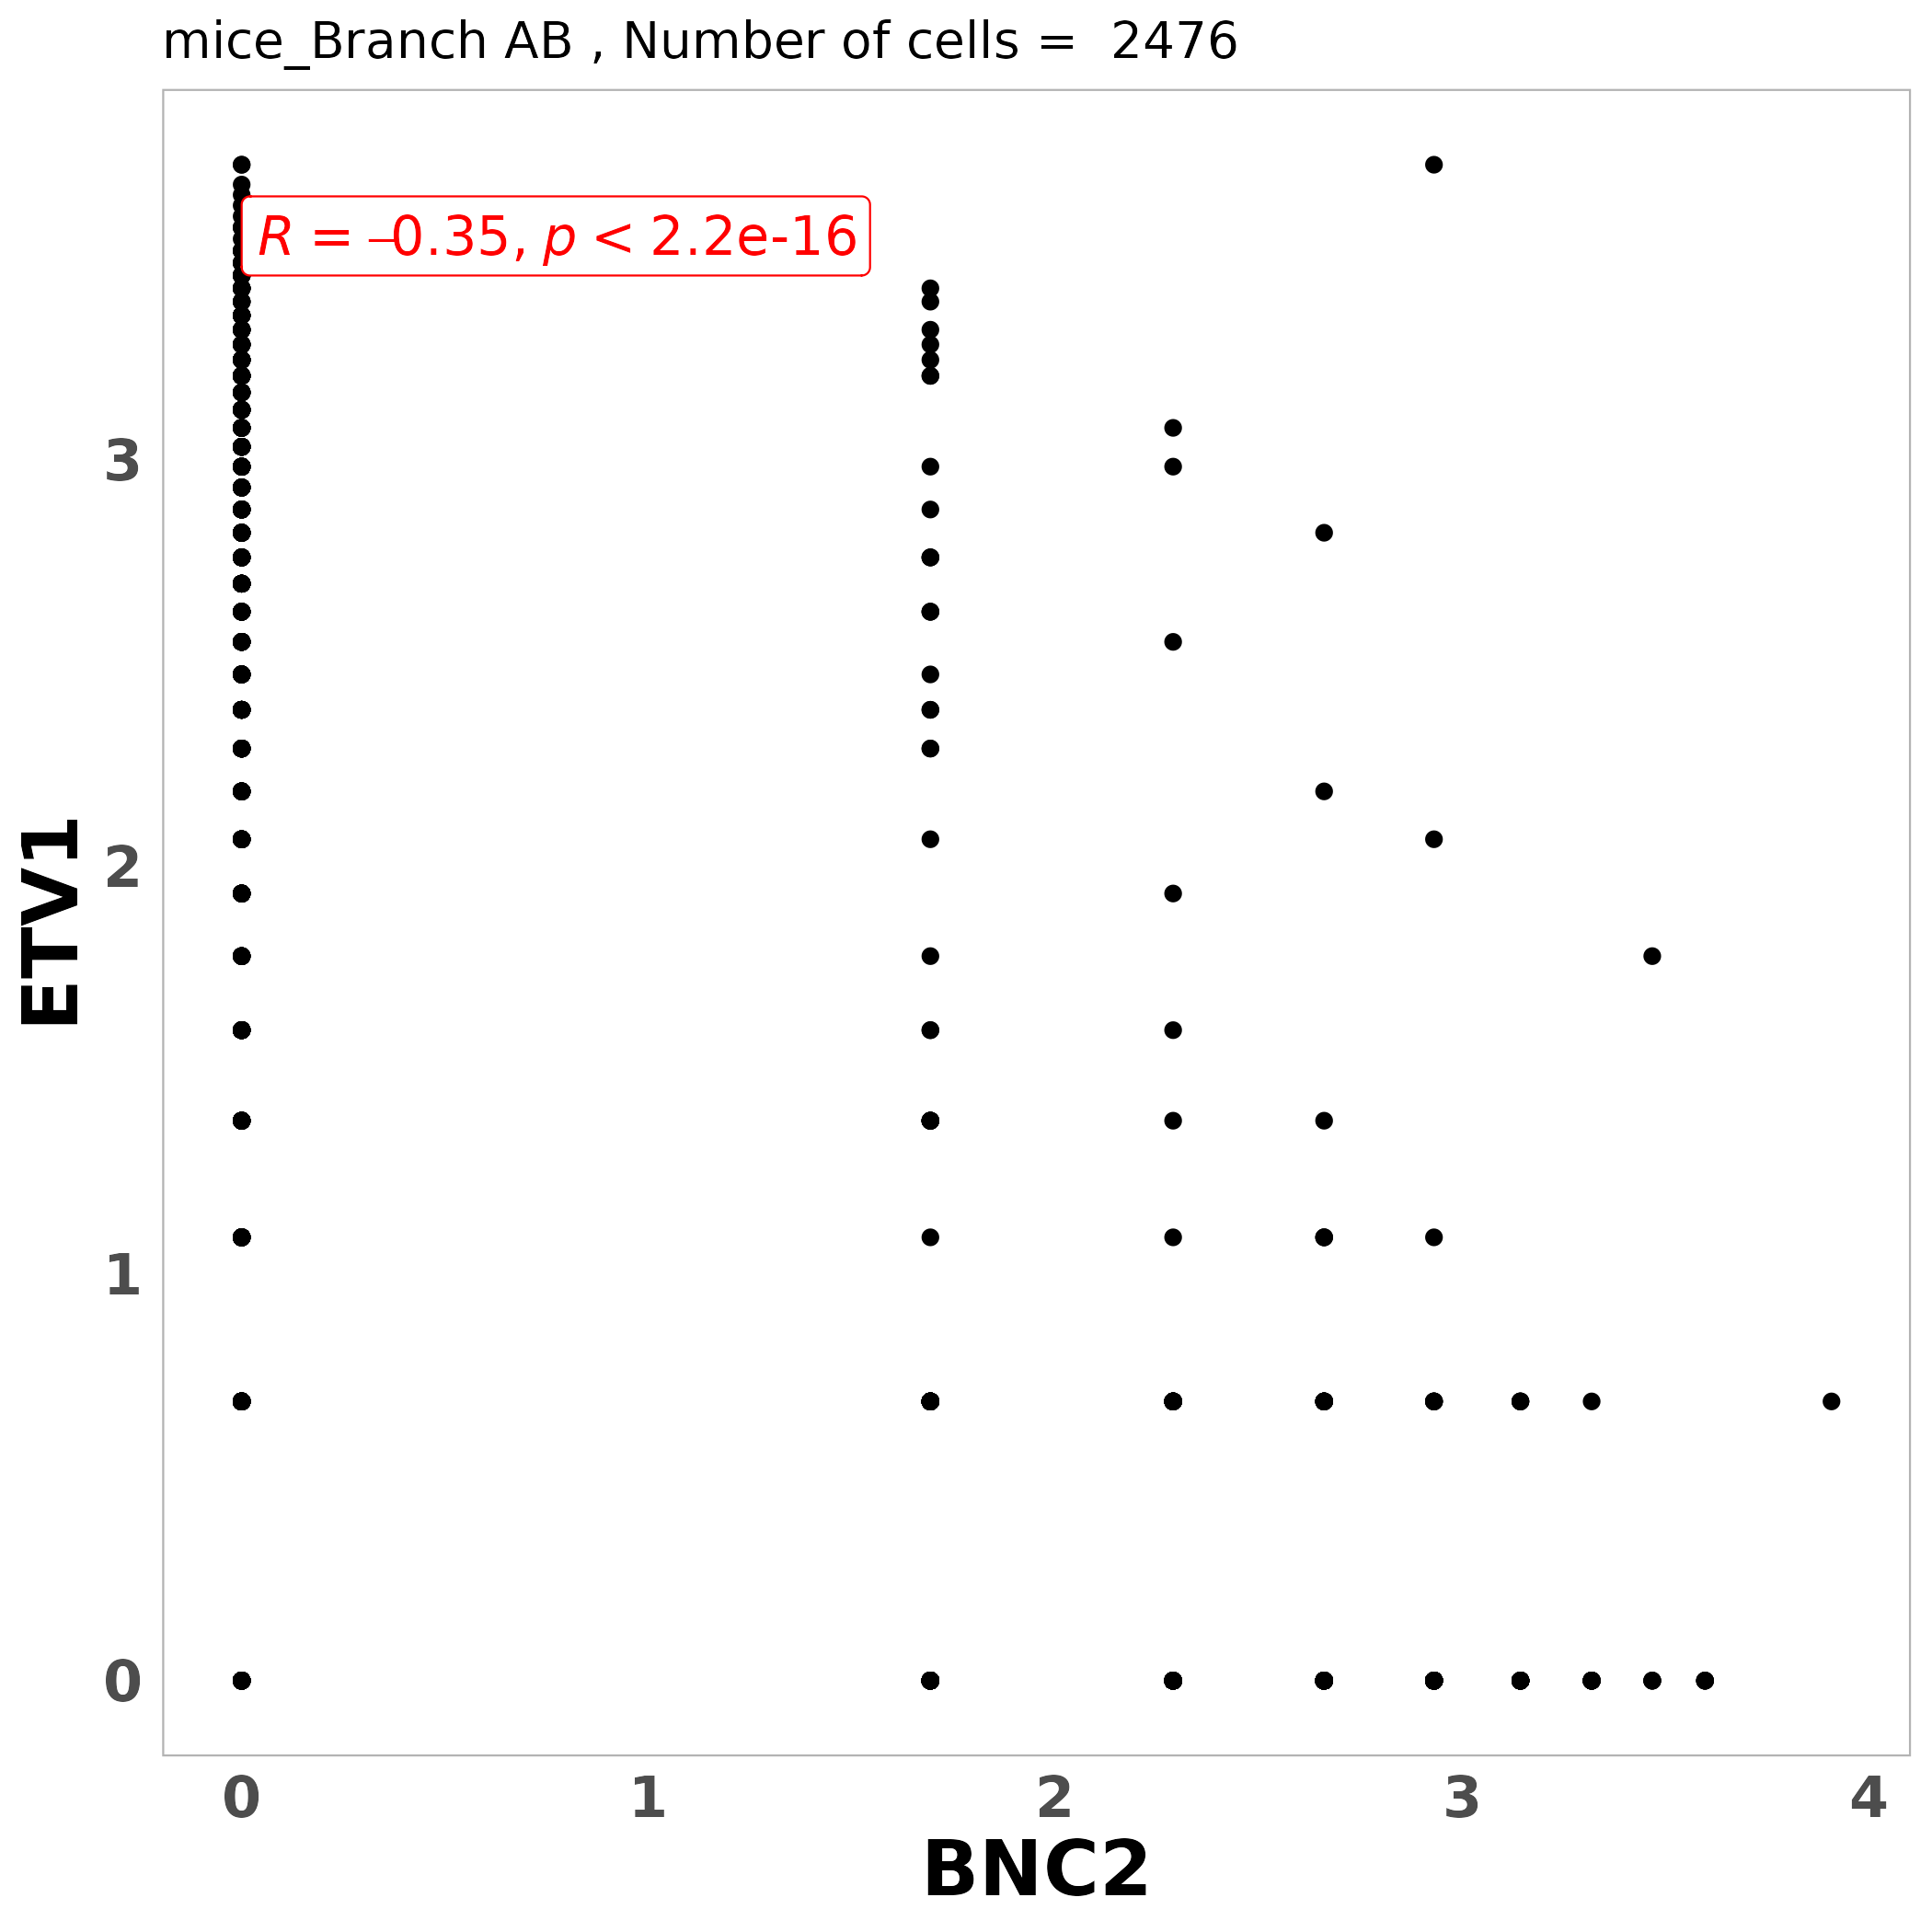 mice_Branch AB , Number of cells =  2476
R = –0.35, p < 2.2e-16
3
2
1
0
ETV1
0 1 2 3 4
BNC2